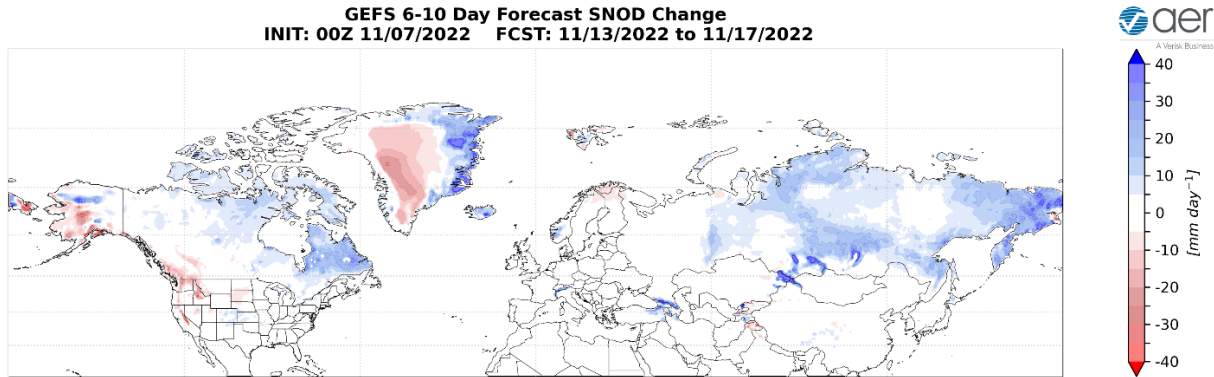 GEFS 6-10 Day Forecast SNOD Change
INIT: 00Z 11/07/2022 FCST: 11/13/2022 to 11/17/2022
aer
A Verisk Business
40
30
20
10
0
-10
-20
-30
-40
[mm day⁻¹]